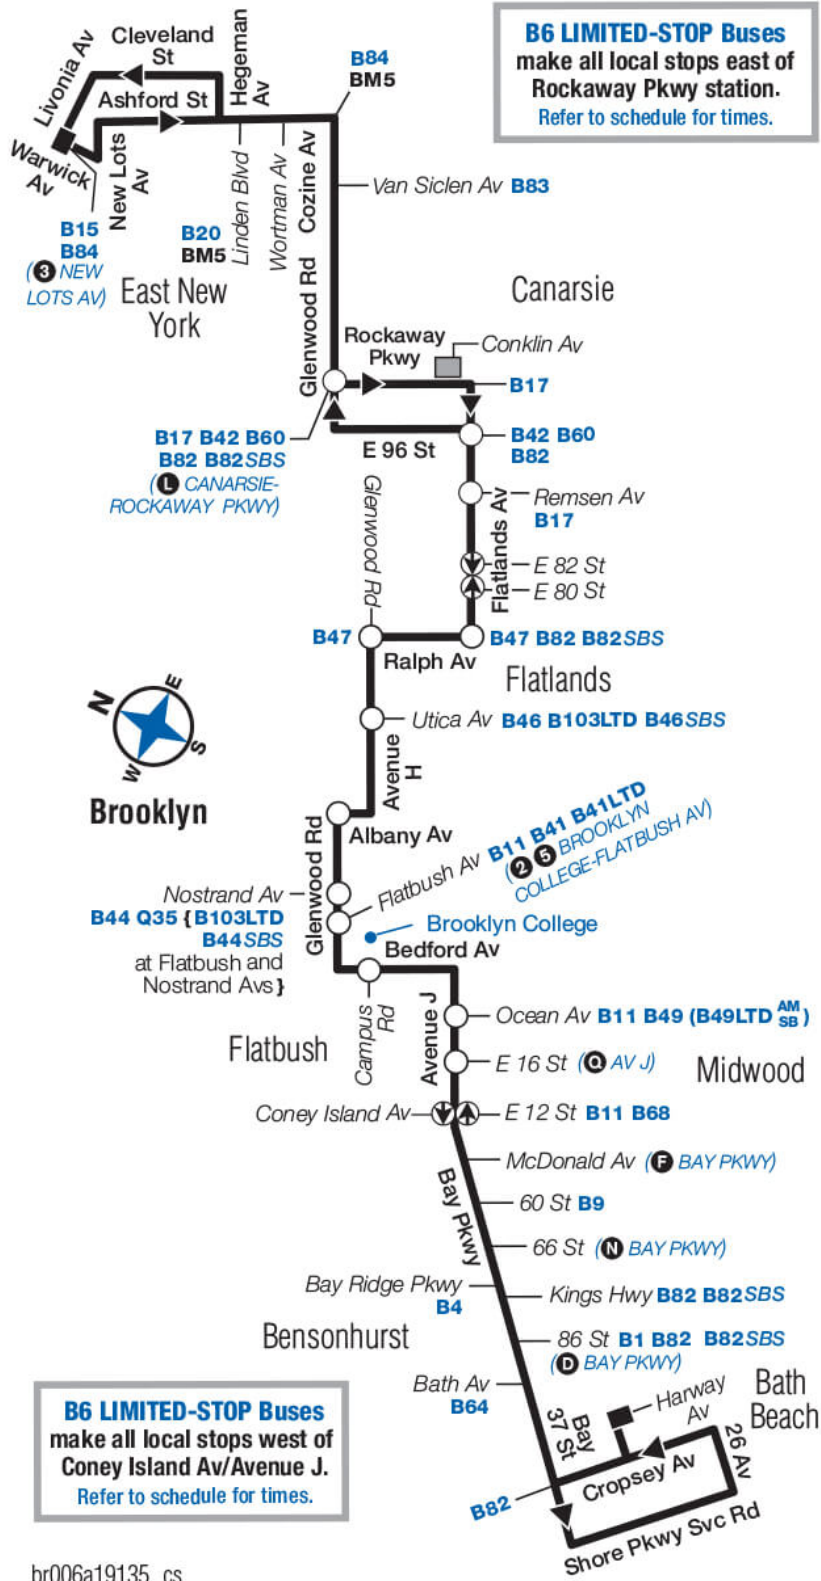 B6 LIMITED-STOP Buses
make all local stops east of
Rockaway Pkwy station.
Refer to schedule for times.
Cleveland
St
Livonia Av
Hegeman
Av
B84
BM5
Ashford St
Warwick
Av
New Lots
Av
Linden Blvd
Wortman Av
Cozine Av
Van Siclen Av B83
B15
B84
(3 NEW
LOTS AV)
B20
BM5
East New
York
Glenwood Rd
Canarsie
Rockaway
Pkwy
Conklin Av
B17
B17 B42 B60
B82 B82SBS
(L CANARSIE-
ROCKAWAY PKWY)
E 96 St
B42 B60
B82
Glenwood Rd
Flatlands Av
Remsen Av
B17
E 82 St
E 80 St
B47
Ralph Av
B47 B82 B82SBS
Flatlands
N
E
S
W
Brooklyn
Utica Av B46 B103LTD B46SBS
Avenue
H
Albany Av
Glenwood Rd
Flatbush Av B11 B41 B41LTD
(2 5 BROOKLYN
COLLEGE-FLATBUSH AV)
Nostrand Av
B44 Q35 {B103LTD
B44SBS
at Flatbush and
Nostrand Avs}
Brooklyn College
Bedford Av
Campus
Rd
Flatbush
Avenue J
Ocean Av B11 B49 (B49LTD AM SB)
E 16 St (Q AV J)
Midwood
Coney Island Av
E 12 St B11 B68
McDonald Av (F BAY PKWY)
Bay Pkwy
60 St B9
66 St (N BAY PKWY)
Bay Ridge Pkwy
B4
Kings Hwy B82 B82SBS
Bensonhurst
86 St B1 B82 B82SBS
(D BAY PKWY)
Bath Av
B64
Bath
Beach
Harway
Av
Bay
37 St
26 Av
Cropsey Av
B82
Shore Pkwy Svc Rd
B6 LIMITED-STOP Buses
make all local stops west of
Coney Island Av/Avenue J.
Refer to schedule for times.
br006a19135_cs